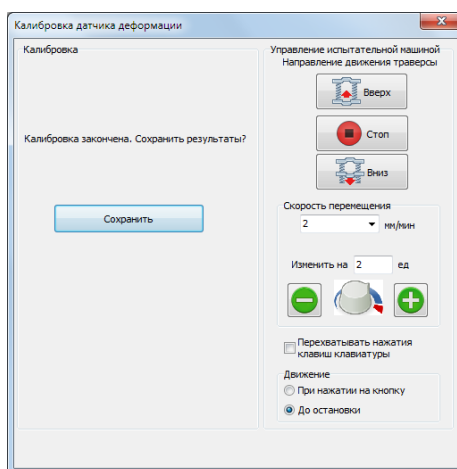 Калибровка датчика деформации
Калибровка
Калибровка закончена. Сохранить результаты?
Сохранить
Управление испытательной машиной
Направление движения траверсы
Вверх
Стоп
Вниз
Скорость перемещения
2 мм/мин
Изменить на 2 ед
Перехватывать нажатия
клавиш клавиатуры
Движение
При нажатии на кнопку
До остановки